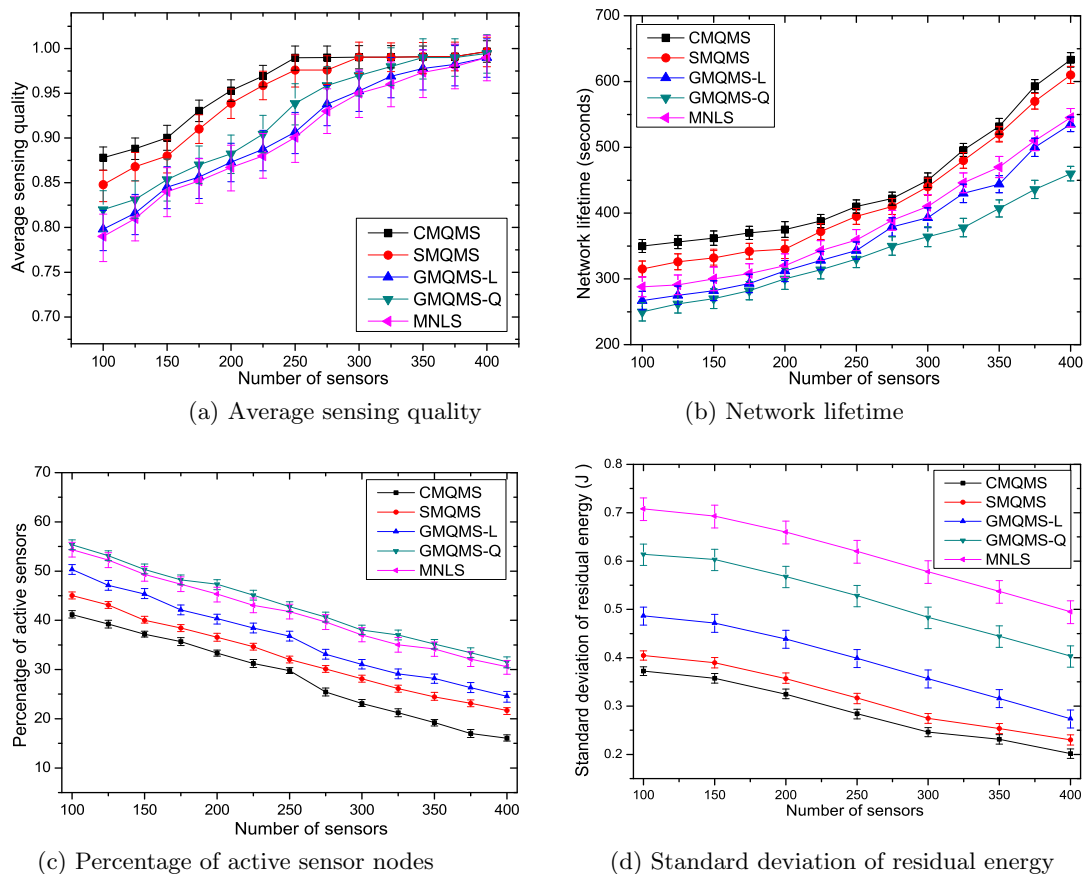 1.00
0.95
0.90
0.85
0.80
0.75
0.70
Average sensing quality
CMQMS
SMQMS
GMQMS-L
GMQMS-Q
MNLS
100 150 200 250 300 350 400
Number of sensors
(a) Average sensing quality
700
600
500
400
300
200
Network lifetime (seconds)
CMQMS
SMQMS
GMQMS-L
GMQMS-Q
MNLS
100 150 200 250 300 350 400
Number of sensors
(b) Network lifetime
70
60
50
40
30
20
10
Percenatge of active sensors
CMQMS
SMQMS
GMQMS-L
GMQMS-Q
MNLS
100 150 200 250 300 350 400
Number of sensors
(c) Percentage of active sensor nodes
0.8
0.7
0.6
0.5
0.4
0.3
0.2
Standard deviation of residual energy (J )
CMQMS
SMQMS
GMQMS-L
GMQMS-Q
MNLS
100 150 200 250 300 350 400
Number of sensors
(d) Standard deviation of residual energy